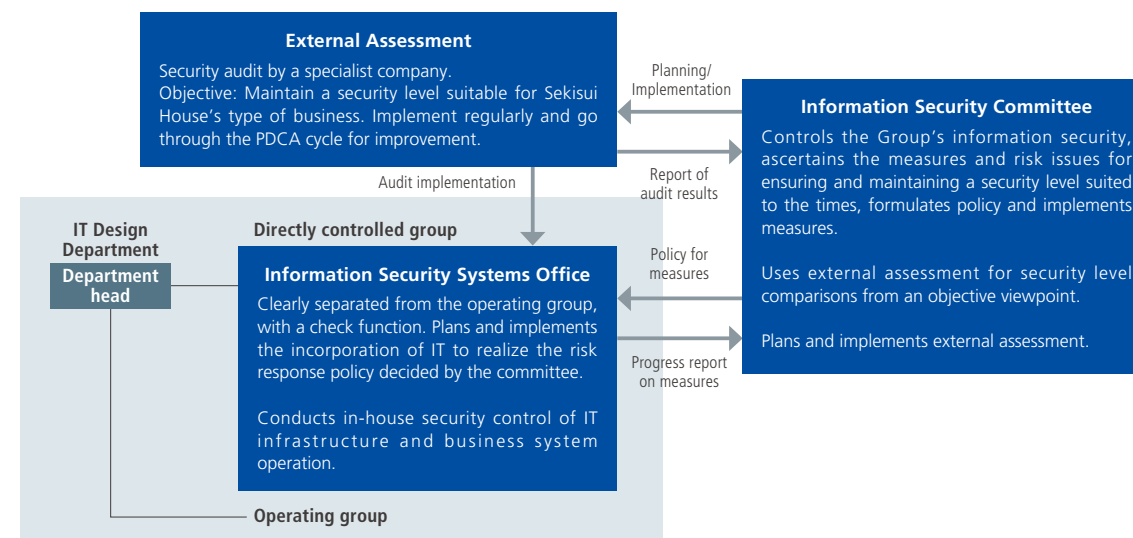 External Assessment
Security audit by a specialist company.
Objective: Maintain a security level suitable for Sekisui
House's type of business. Implement regularly and go
through the PDCA cycle for improvement.
Planning/
Implementation
Report of
audit results
Information Security Committee
Controls the Group's information security,
ascertains the measures and risk issues for
ensuring and maintaining a security level suited
to the times, formulates policy and implements
measures.
Uses external assessment for security level
comparisons from an objective viewpoint.
Plans and implements external assessment.
Audit implementation
IT Design
Department
Department
head
Directly controlled group
Information Security Systems Office
Clearly separated from the operating group,
with a check function. Plans and implements
the incorporation of IT to realize the risk
response policy decided by the committee.
Conducts in-house security control of IT
infrastructure and business system
operation.
Policy for
measures
Progress report
on measures
Operating group